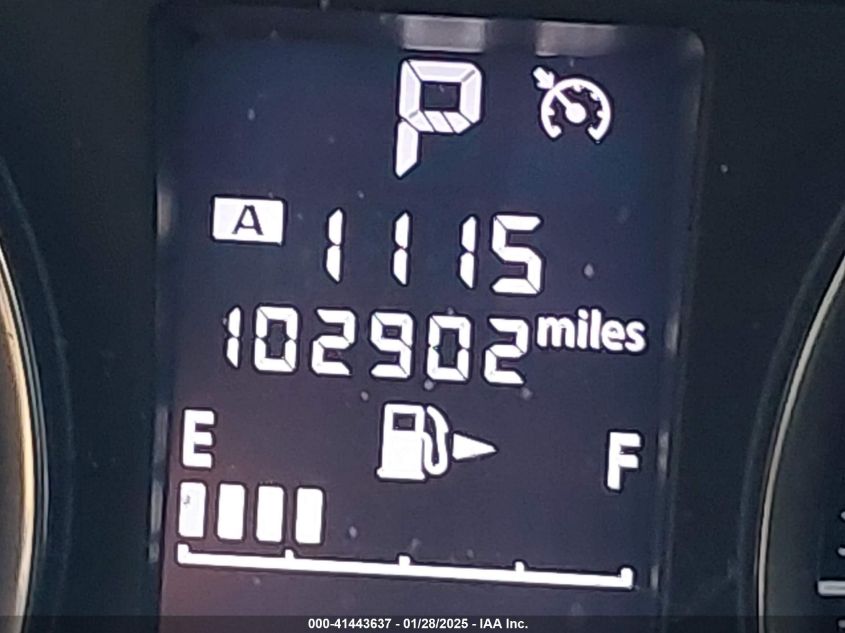 P
A 1115
102902 miles
E F
000-41443637 - 01/28/2025 - IAA Inc.